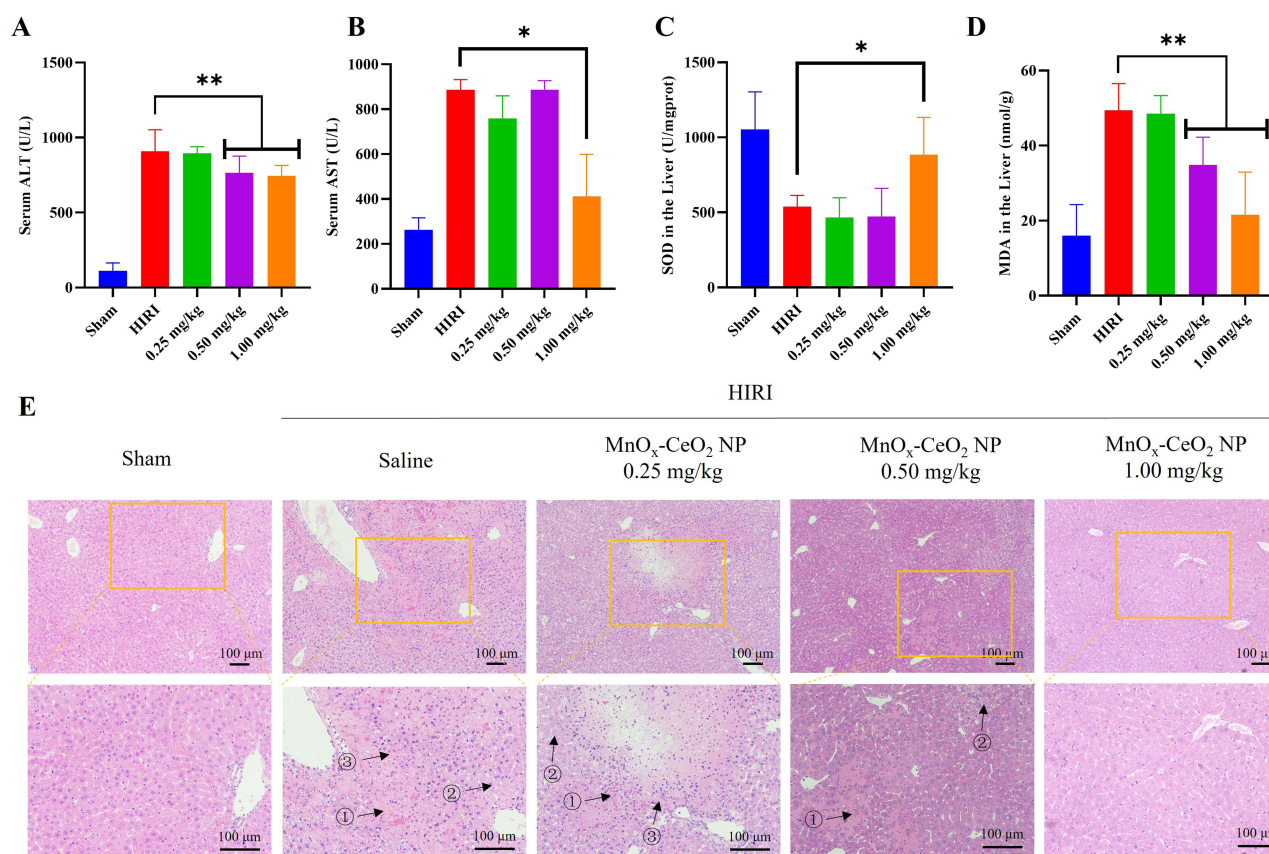 A
Serum ALT (U/L)
1500
1000
500
0
**
Sham
HIRI
0.25 mg/kg
0.50 mg/kg
1.00 mg/kg
B
Serum AST (U/L)
1000
800
600
400
200
0
*
Sham
HIRI
0.25 mg/kg
0.50 mg/kg
1.00 mg/kg
C
SOD in the Liver (U/mgprot)
1500
1000
500
0
*
Sham
HIRI
0.25 mg/kg
0.50 mg/kg
1.00 mg/kg
D
MDA in the Liver (nmol/g)
60
40
20
0
**
Sham
HIRI
0.25 mg/kg
0.50 mg/kg
1.00 mg/kg
E
HIRI
Sham
Saline
MnOₓ-CeO₂ NP
0.25 mg/kg
MnOₓ-CeO₂ NP
0.50 mg/kg
MnOₓ-CeO₂ NP
1.00 mg/kg
100 μm
100 μm
100 μm
100 μm
100 μm
100 μm
③
②
①
100 μm
②
①
③
100 μm
②
①
100 μm
100 μm